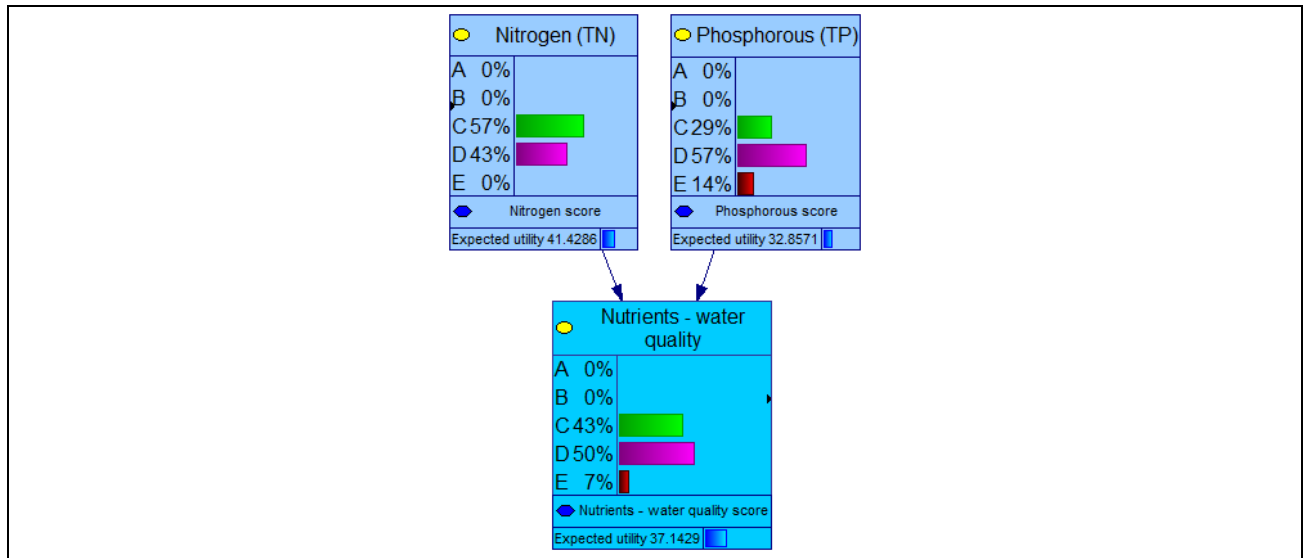 Nitrogen (TN)
A 0%
B 0%
C 57%
D 43%
E 0%
Nitrogen score
Expected utility 41.4286
Phosphorous (TP)
A 0%
B 0%
C 29%
D 57%
E 14%
Phosphorous score
Expected utility 32.8571
Nutrients - water
quality
A 0%
B 0%
C 43%
D 50%
E 7%
Nutrients - water quality score
Expected utility 37.1429